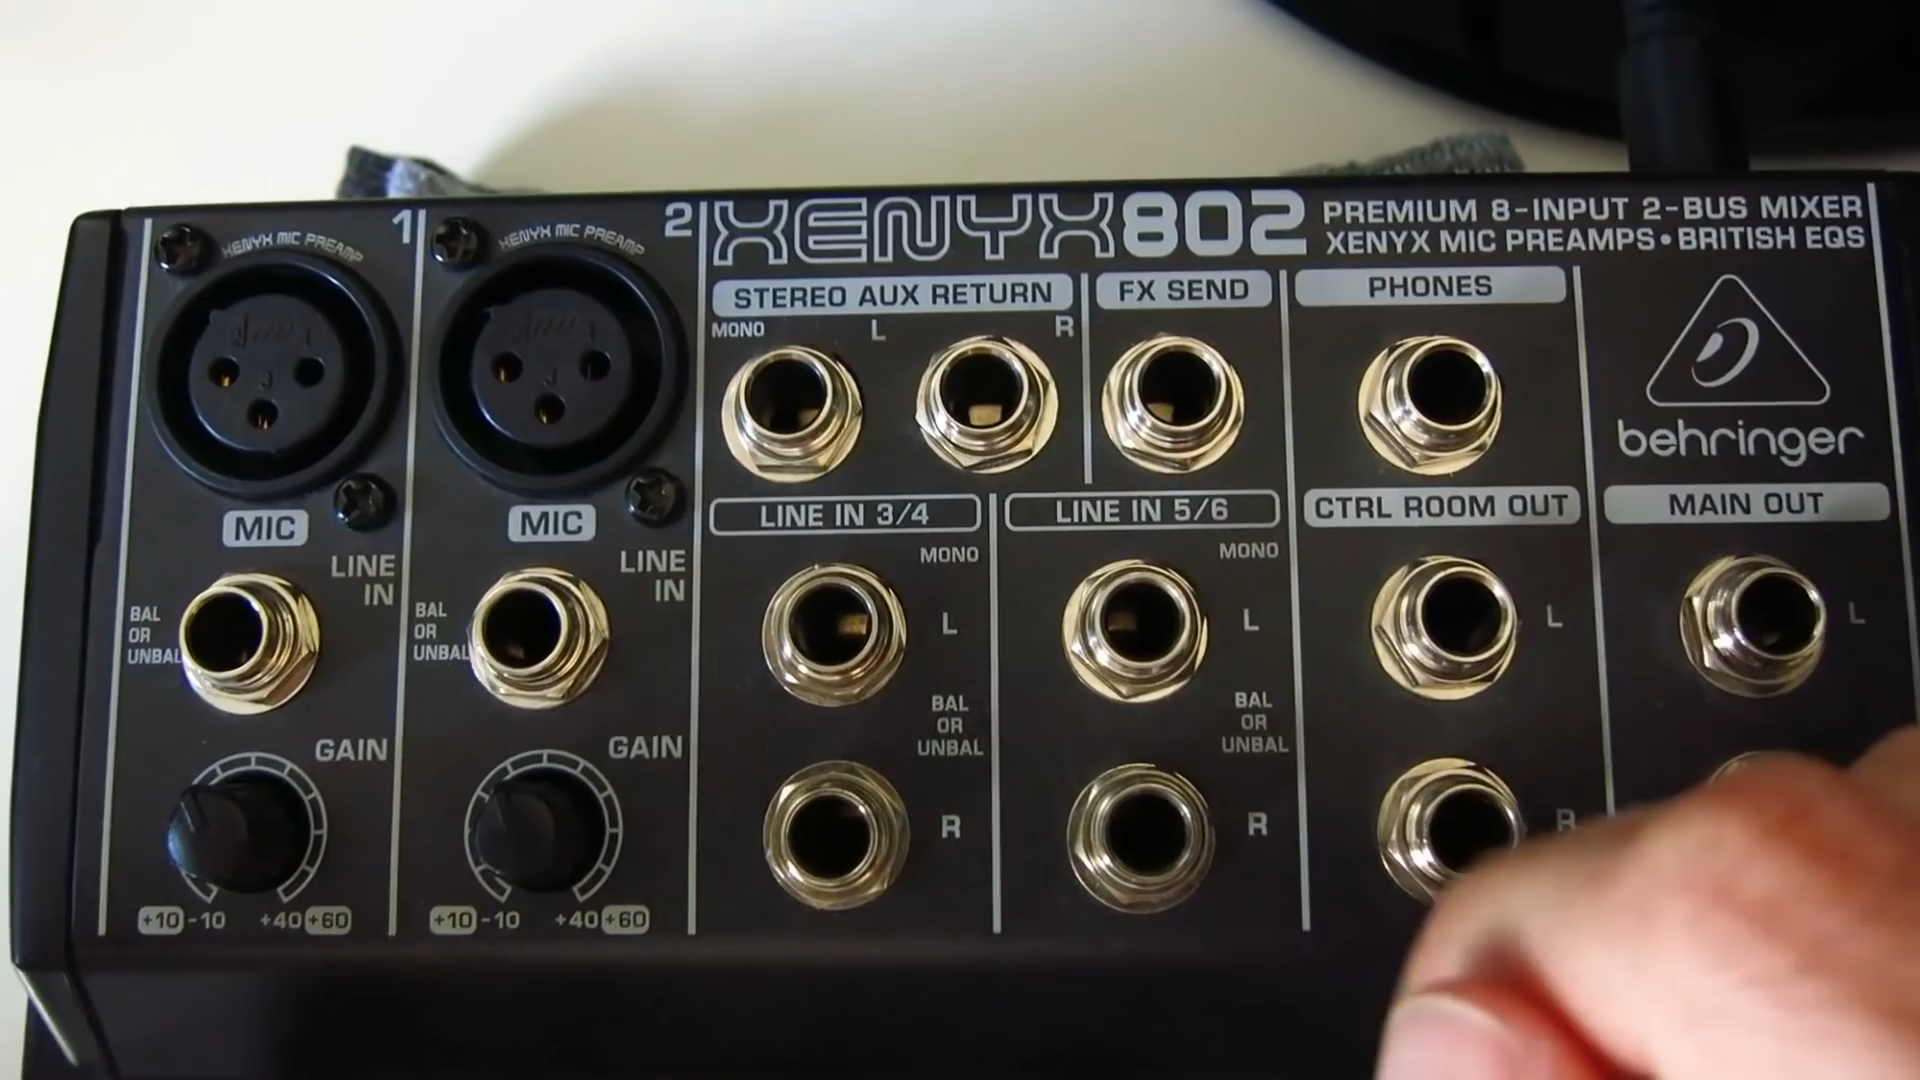 1
XENYX MIC PREAMP
MIC
LINE
IN
BAL
OR
UNBAL
GAIN
+10 -10 +40 +60
2
XENYX MIC PREAMP
MIC
LINE
IN
BAL
OR
UNBAL
GAIN
+10 -10 +40 +60
XENYX802
PREMIUM 8-INPUT 2-BUS MIXER
XENYX MIC PREAMPS•BRITISH EQS
STEREO AUX RETURN
MONO L R
FX SEND
PHONES
behringer
LINE IN 3/4
MONO
L
BAL
OR
UNBAL
R
LINE IN 5/6
MONO
L
BAL
OR
UNBAL
R
CTRL ROOM OUT
L
R
MAIN OUT
L